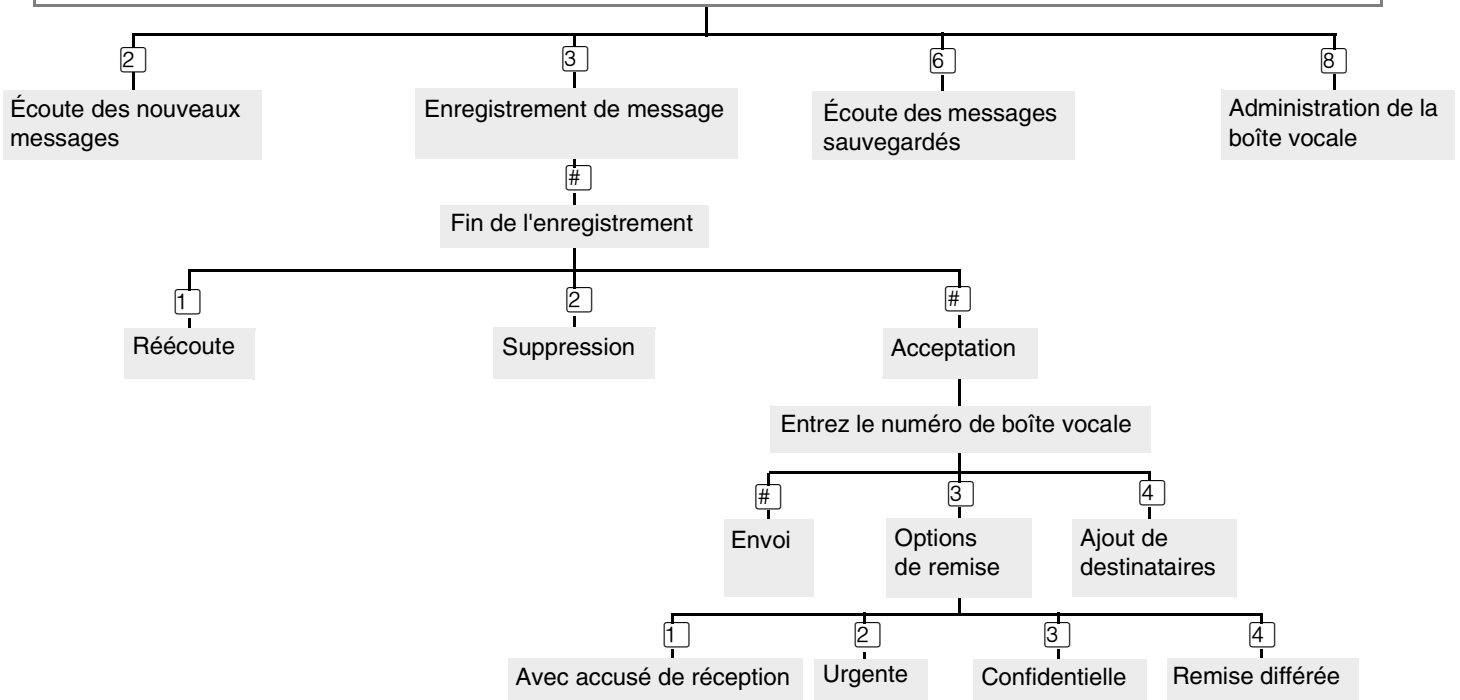 2 3 6 8
Écoute des nouveaux
messages
Enregistrement de message
Écoute des messages
sauvegardés
Administration de la
boîte vocale
#
Fin de l'enregistrement
1 2 #
Réécoute Suppression Acceptation
Entrez le numéro de boîte vocale
# 3 4
Envoi
Options
de remise
Ajout de
destinataires
1 2 3 4
Avec accusé de réception Urgente Confidentielle Remise différée